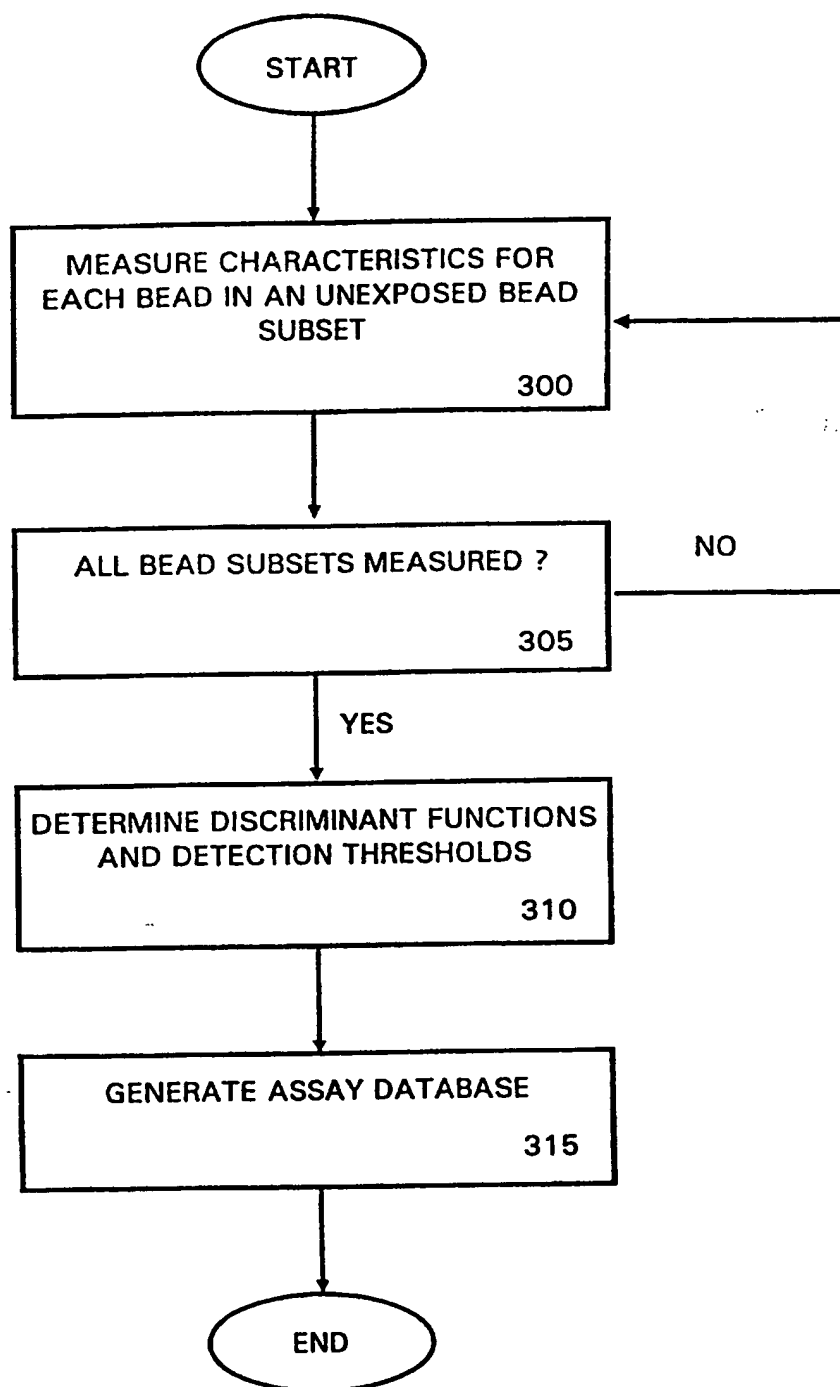 START
MEASURE CHARACTERISTICS FOR
EACH BEAD IN AN UNEXPOSED BEAD
SUBSET
300
ALL BEAD SUBSETS MEASURED ?
305
NO
YES
DETERMINE DISCRIMINANT FUNCTIONS
AND DETECTION THRESHOLDS
310
GENERATE ASSAY DATABASE
315
END